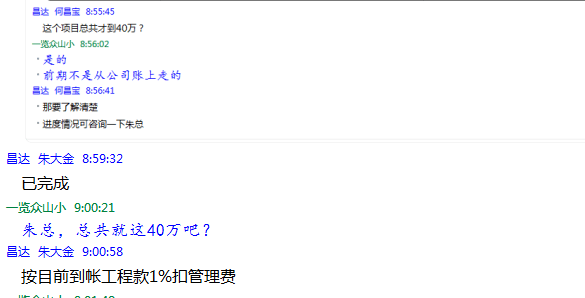 昌达 何昌宝 8:55:45
这个项目总共才到40万？
一览众山小 8:56:02
是的
前期不是从公司账上走的
昌达 何昌宝 8:56:41
那要了解清楚
进度情况可咨询一下朱总
昌达 朱大金 8:59:32
已完成
一览众山小 9:00:21
朱总，总共就这40万吧？
昌达 朱大金 9:00:58
按目前到帐工程款1%扣管理费